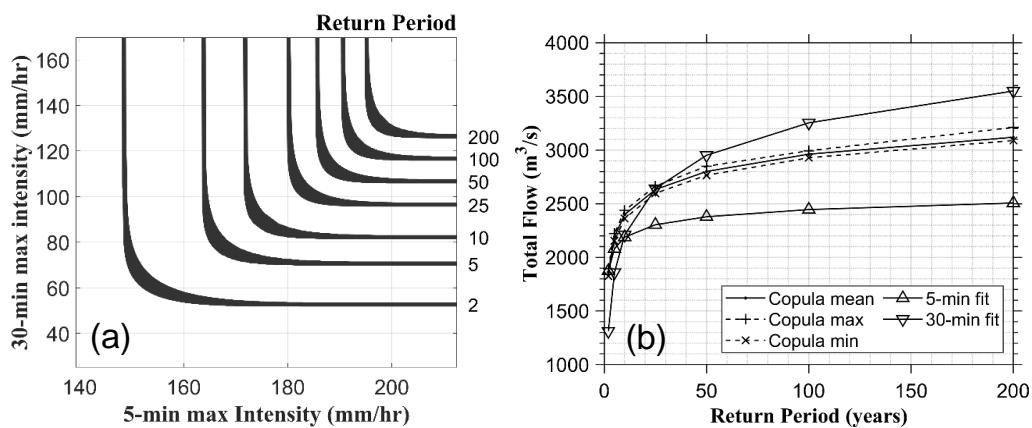 Return Period
160
140
120
100
80
60
40
30-min max intensity (mm/hr)
200
100
50
25
10
5
2
(a)
140
160
180
200
5-min max Intensity (mm/hr)
4000
3500
3000
2500
2000
1500
1000
Total Flow (m³/s)
Copula mean
Copula max
Copula min
5-min fit
30-min fit
(b)
0
50
100
150
200
Return Period (years)